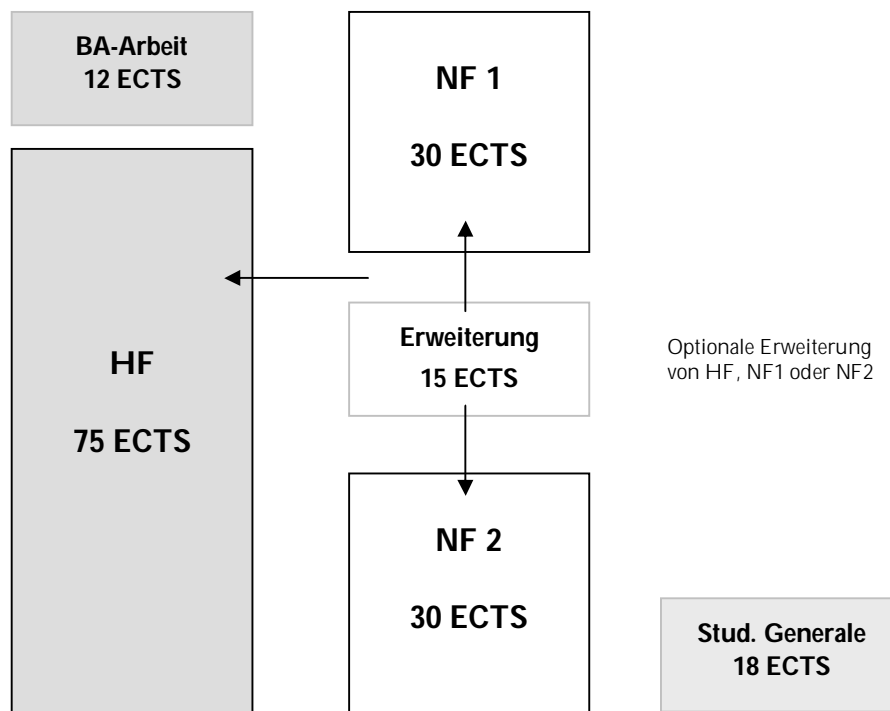 BA-Arbeit
12 ECTS
NF 1
30 ECTS
HF
75 ECTS
Erweiterung
15 ECTS
Optionale Erweiterung
von HF, NF1 oder NF2
NF 2
30 ECTS
Stud. Generale
18 ECTS